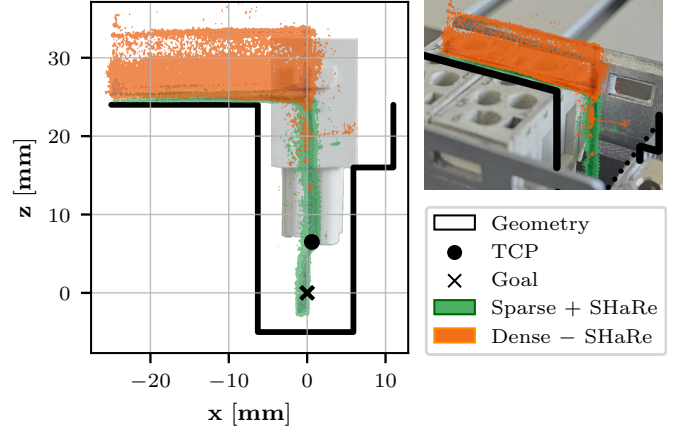 30
20
10
0
z [mm]
−20
−10
0
10
x [mm]
Geometry
TCP
Goal
Sparse + SHaRe
Dense − SHaRe